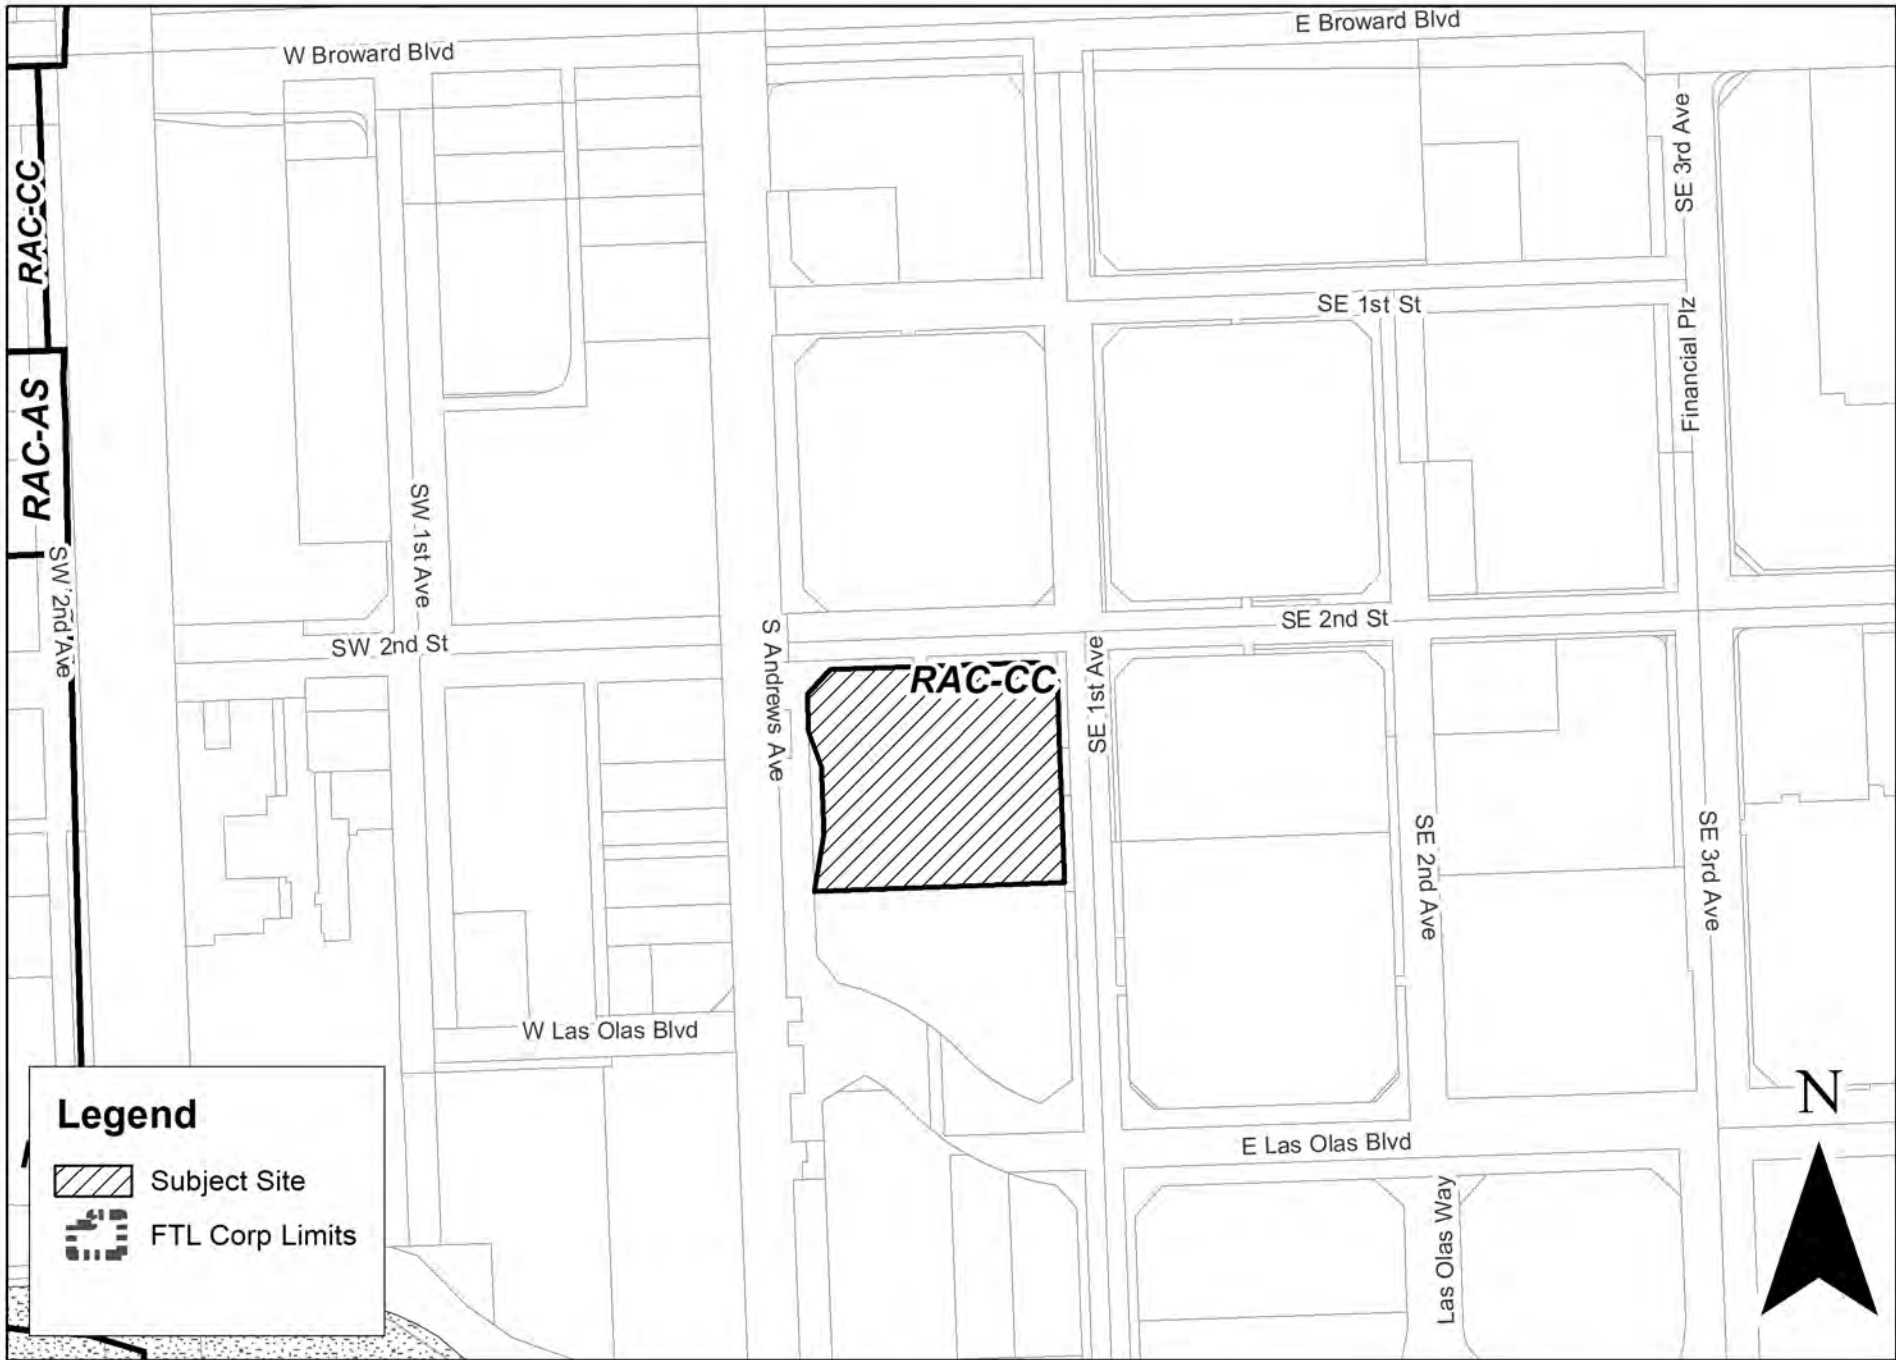 E Broward Blvd
W Broward Blvd
SE 3rd Ave
RAC-CC
SE 1st St
Financial Plz
RAC-AS
SW 1st Ave
SW 2nd Ave
SE 2nd St
SW 2nd St
S Andrews Ave
RAC-CC
SE 1st Ave
SE 2nd Ave
SE 3rd Ave
W Las Olas Blvd
N
E Las Olas Blvd
Las Olas Way
Legend
Subject Site
FTL Corp Limits